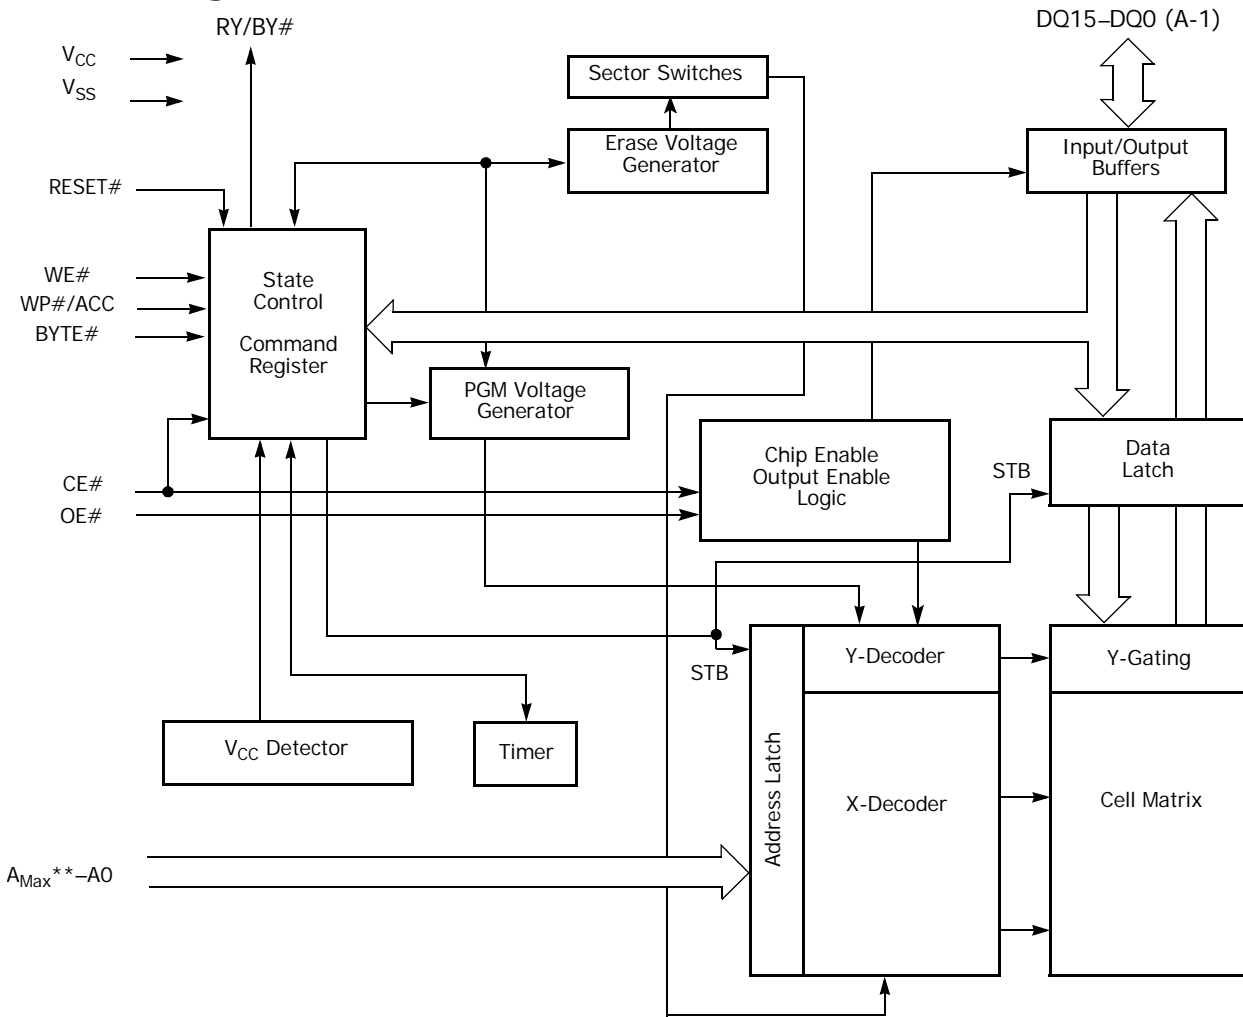 RY/BY#
DQ15–DQ0 (A-1)
VCC
VSS
Sector Switches
Erase Voltage
Generator
Input/Output
Buffers
RESET#
WE#
WP#/ACC
BYTE#
State
Control
Command
Register
PGM Voltage
Generator
Chip Enable
Output Enable
Logic
Data
Latch
STB
CE#
OE#
STB
Y-Decoder
Y-Gating
VCC Detector
Timer
Address Latch
X-Decoder
Cell Matrix
AMax**–A0